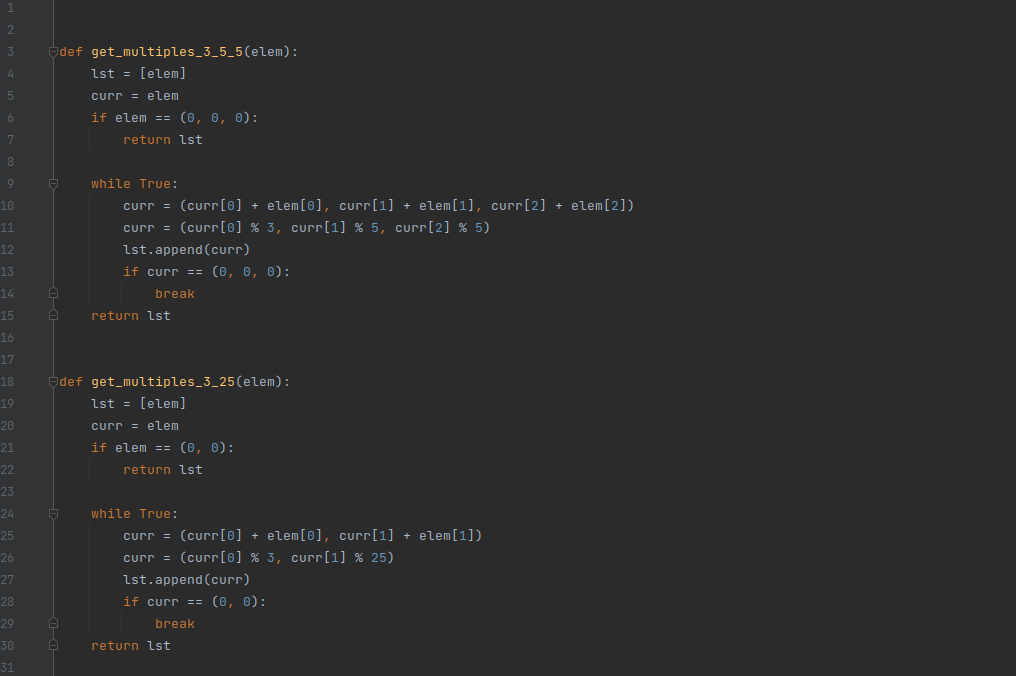 1
2
3 def get_multiples_3_5_5(elem):
4     lst = [elem]
5     curr = elem
6     if elem == (0, 0, 0):
7         return lst
8
9     while True:
10         curr = (curr[0] + elem[0], curr[1] + elem[1], curr[2] + elem[2])
11         curr = (curr[0] % 3, curr[1] % 5, curr[2] % 5)
12         lst.append(curr)
13         if curr == (0, 0, 0):
14             break
15     return lst
16
17
18 def get_multiples_3_25(elem):
19     lst = [elem]
20     curr = elem
21     if elem == (0, 0):
22         return lst
23
24     while True:
25         curr = (curr[0] + elem[0], curr[1] + elem[1])
26         curr = (curr[0] % 3, curr[1] % 25)
27         lst.append(curr)
28         if curr == (0, 0):
29             break
30     return lst
31